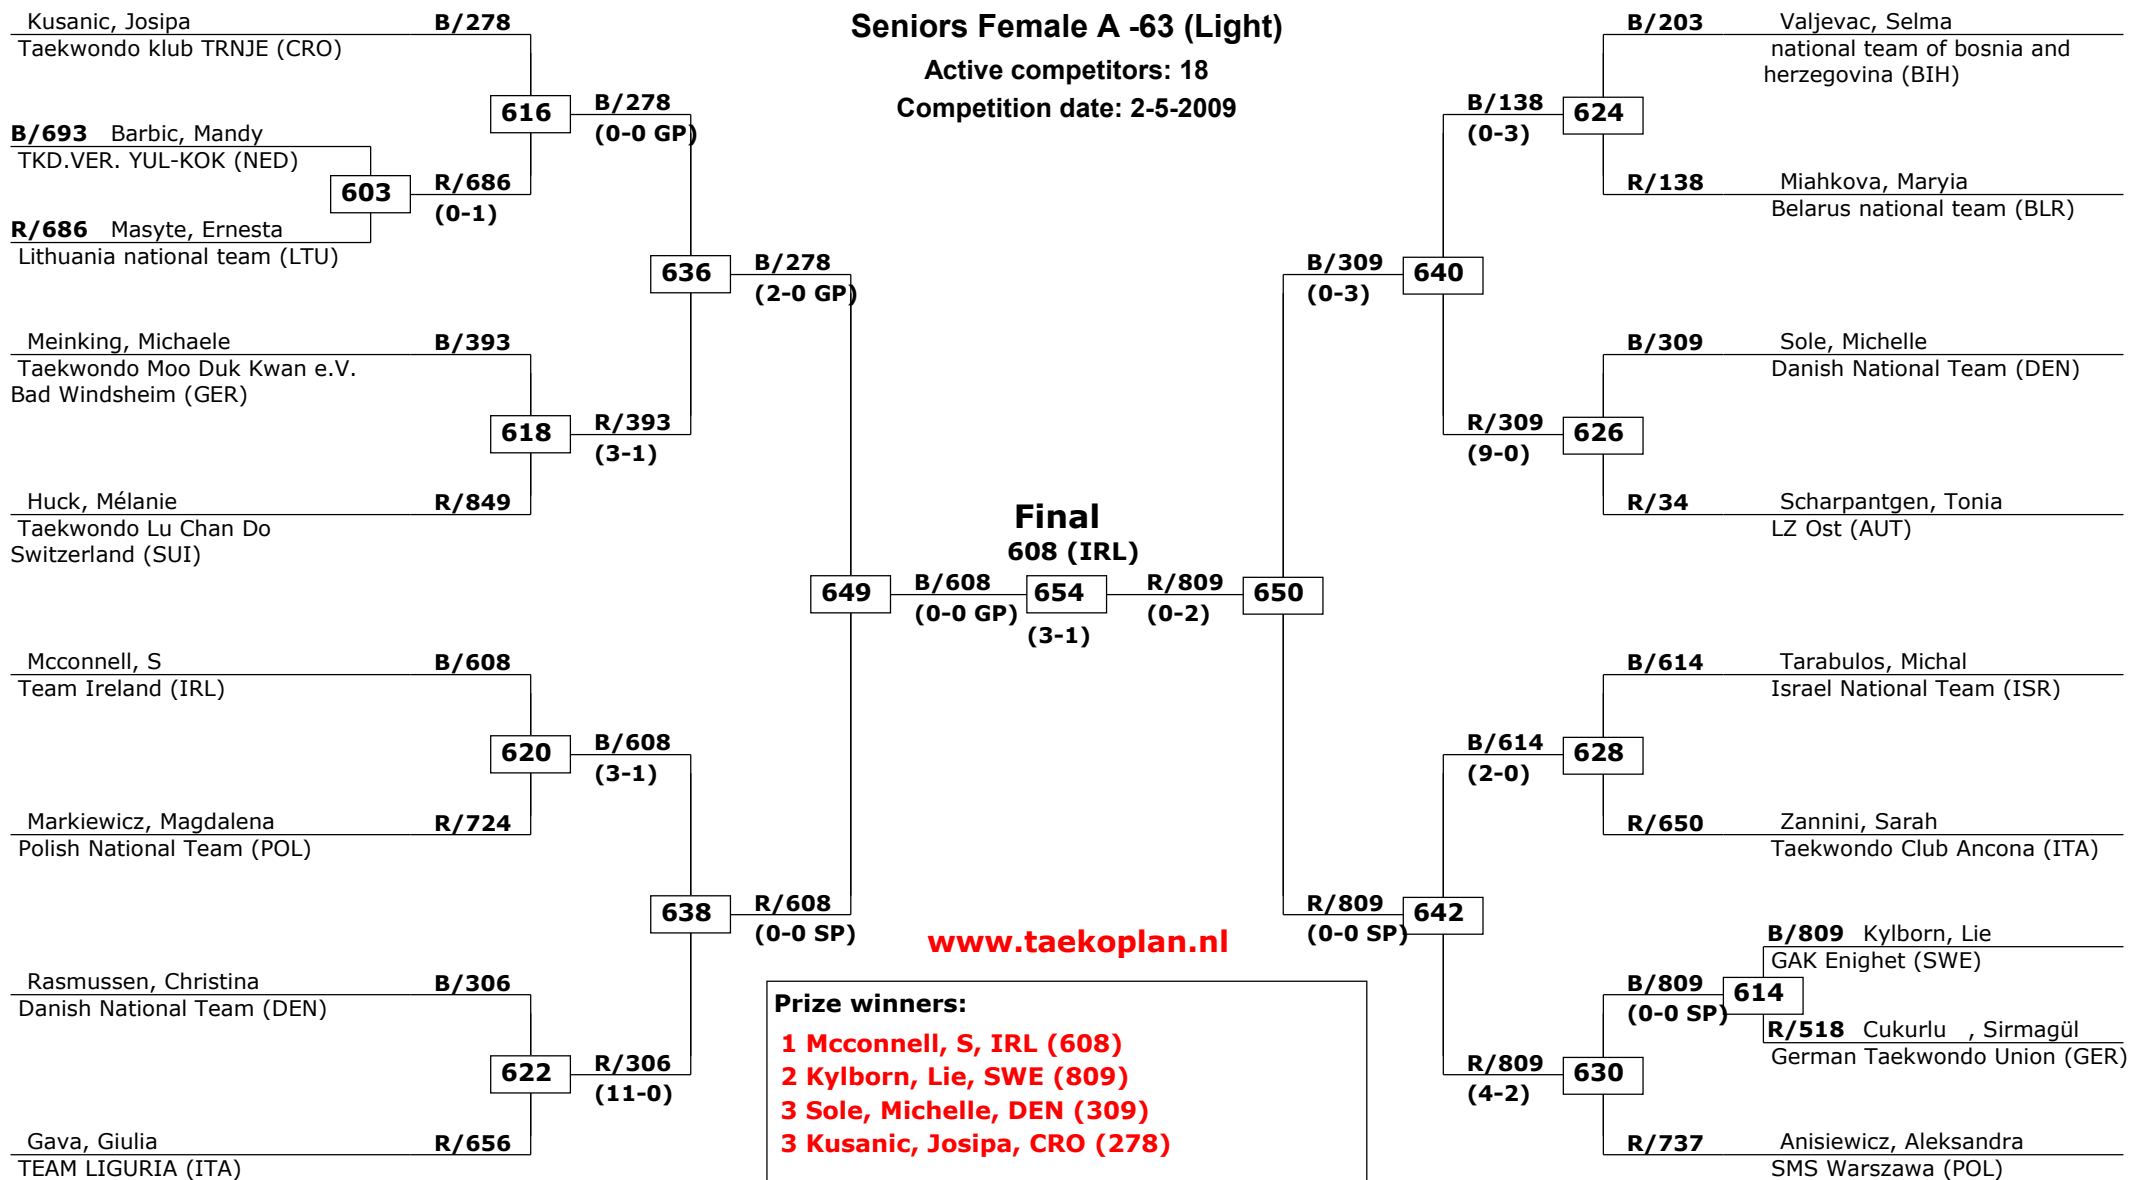 Seniors Female A -63 (Light)
Active competitors: 18
Competition date: 2-5-2009
Kusanic, Josipa
B/278
Taekwondo klub TRNJE (CRO)
616
B/278
(0-0 GP)
B/693 Barbic, Mandy
TKD.VER. YUL-KOK (NED)
603
R/686
(0-1)
R/686 Masyte, Ernesta
Lithuania national team (LTU)
636
B/278
(2-0 GP)
Meinking, Michaele
B/393
Taekwondo Moo Duk Kwan e.V.
Bad Windsheim (GER)
618
R/393
(3-1)
Huck, Mélanie
R/849
Taekwondo Lu Chan Do
Switzerland (SUI)
649
B/608
(0-0 GP)
Mcconnell, S
B/608
Team Ireland (IRL)
620
B/608
(3-1)
Markiewicz, Magdalena
R/724
Polish National Team (POL)
638
R/608
(0-0 SP)
Rasmussen, Christina
B/306
Danish National Team (DEN)
622
R/306
(11-0)
Gava, Giulia
R/656
TEAM LIGURIA (ITA)
Final
608 (IRL)
654
(3-1)
R/809
(0-2)
650
B/203
Valjevac, Selma
national team of bosnia and
herzegovina (BIH)
B/138
(0-3)
624
R/138
Miahkova, Maryia
Belarus national team (BLR)
B/309
(0-3)
640
B/309
Sole, Michelle
Danish National Team (DEN)
R/309
(9-0)
626
R/34
Scharpantgen, Tonia
LZ Ost (AUT)
B/614
Tarabulos, Michal
Israel National Team (ISR)
B/614
(2-0)
628
R/650
Zannini, Sarah
Taekwondo Club Ancona (ITA)
R/809
(0-0 SP)
642
B/809 Kylborn, Lie
GAK Enighet (SWE)
B/809
(0-0 SP)
614
R/518 Cukurlu , Sirmagül
German Taekwondo Union (GER)
R/809
(4-2)
630
R/737
Anisiewicz, Aleksandra
SMS Warszawa (POL)
www.taekoplan.nl
Prize winners:
1 Mcconnell, S, IRL (608)
2 Kylborn, Lie, SWE (809)
3 Sole, Michelle, DEN (309)
3 Kusanic, Josipa, CRO (278)